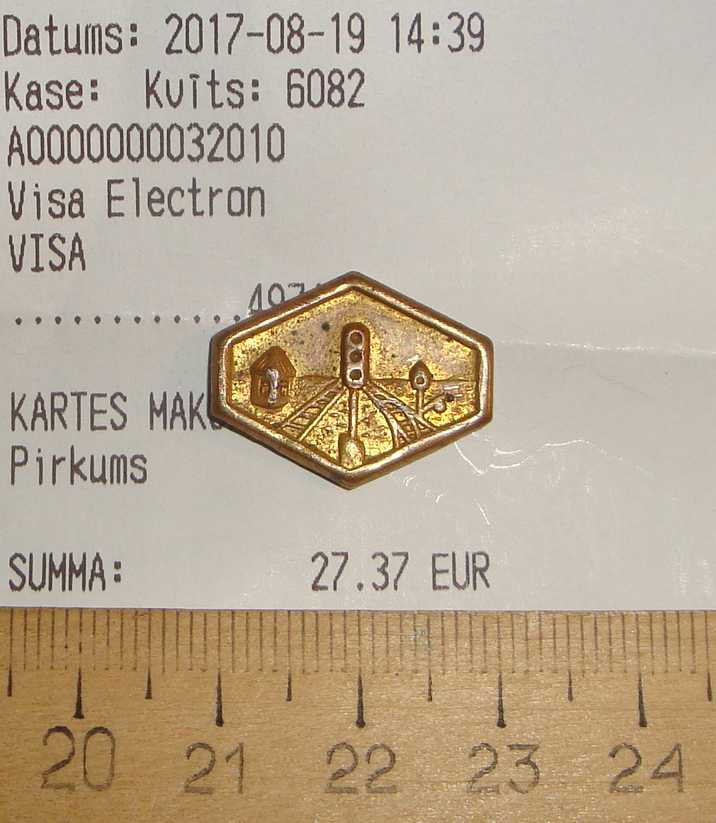 Datums: 2017-08-19 14:39
Kase: Kvīts: 6082
A0000000032010
Visa Electron
VISA
............497
KARTES MAK
Pirkums
SUMMA: 27.37 EUR
20 21 22 23 24